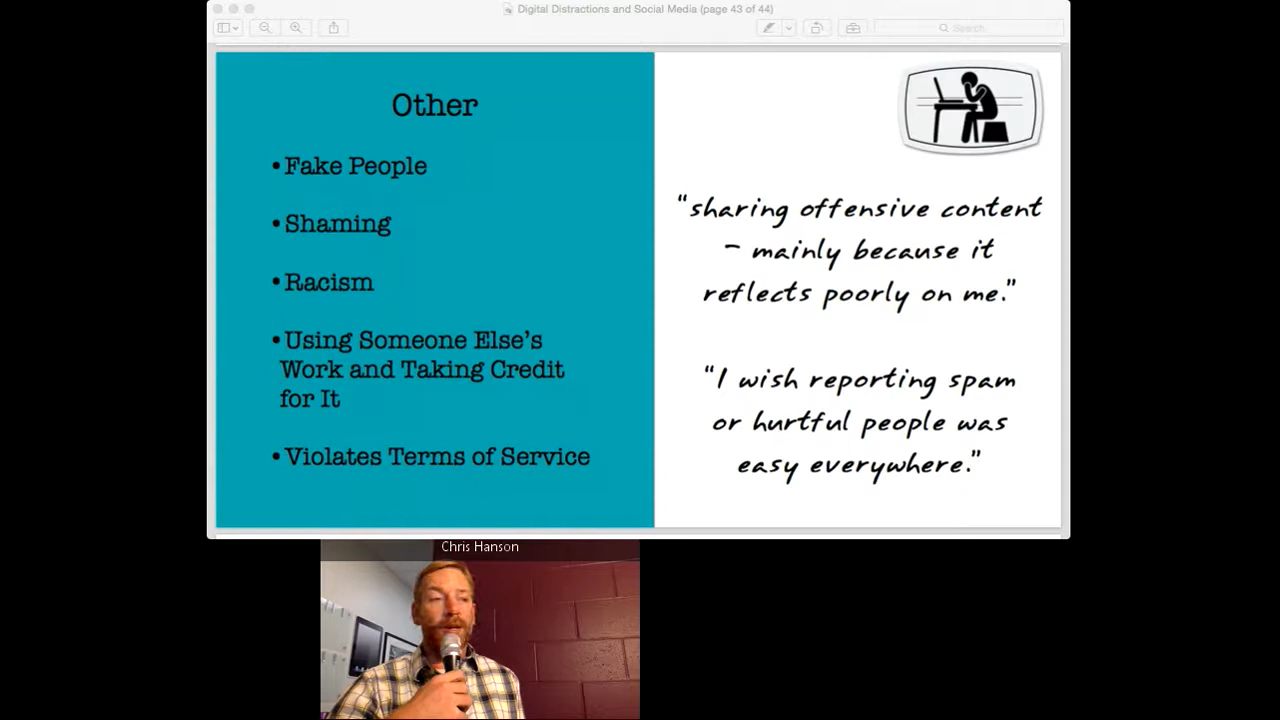 Digital Distractions and Social Media (page 43 of 44)
Search
Other
•Fake People
•Shaming
•Racism
•Using Someone Else's
Work and Taking Credit
for It
•Violates Terms of Service
"sharing offensive content
- mainly because it
reflects poorly on me."
"I wish reporting spam
or hurtful people was
easy everywhere."
Chris Hanson